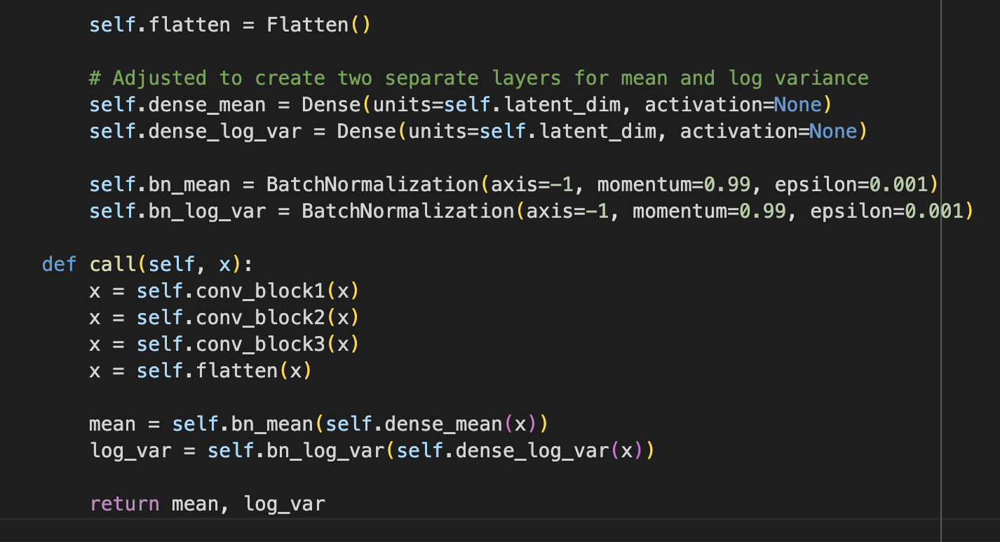 self.flatten = Flatten()
# Adjusted to create two separate layers for mean and log variance
self.dense_mean = Dense(units=self.latent_dim, activation=None)
self.dense_log_var = Dense(units=self.latent_dim, activation=None)
self.bn_mean = BatchNormalization(axis=-1, momentum=0.99, epsilon=0.001)
self.bn_log_var = BatchNormalization(axis=-1, momentum=0.99, epsilon=0.001)
def call(self, x):
x = self.conv_block1(x)
x = self.conv_block2(x)
x = self.conv_block3(x)
x = self.flatten(x)
mean = self.bn_mean(self.dense_mean(x))
log_var = self.bn_log_var(self.dense_log_var(x))
return mean, log_var